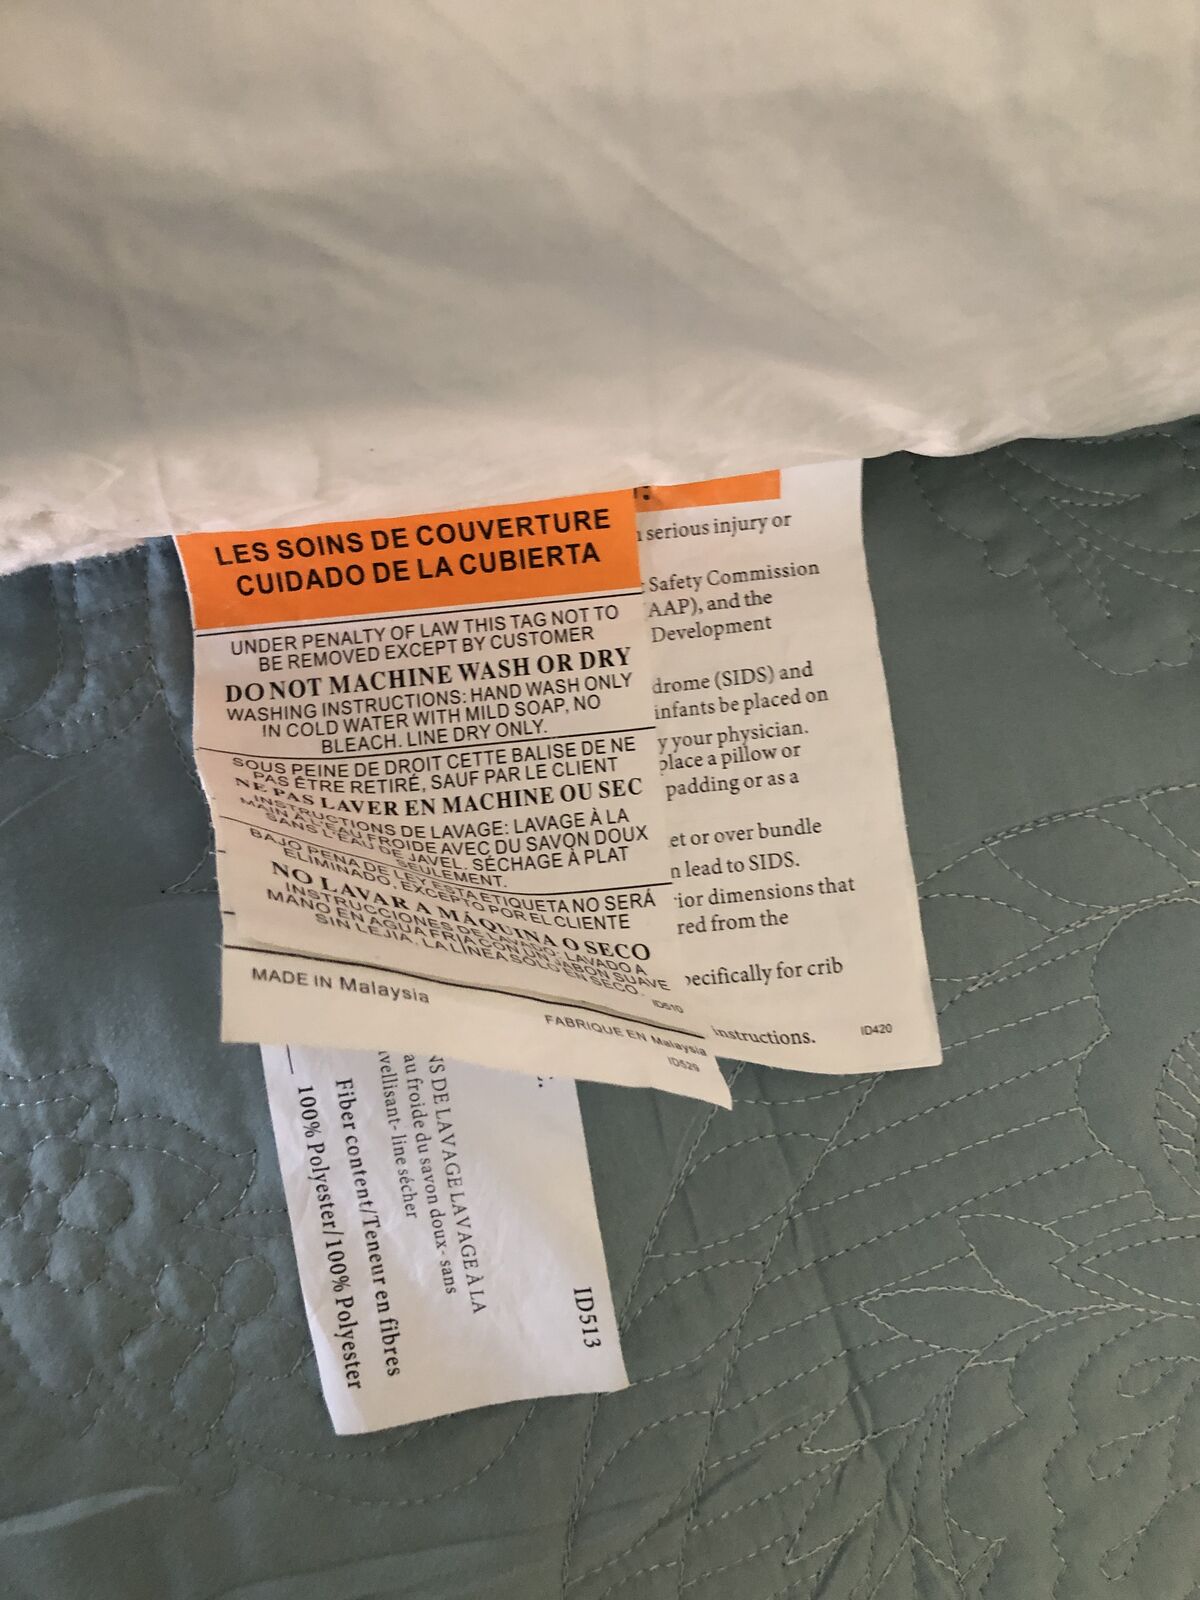 LES SOINS DE COUVERTURE
CUIDADO DE LA CUBIERTA
UNDER PENALTY OF LAW THIS TAG NOT TO
BE REMOVED EXCEPT BY CUSTOMER
DO NOT MACHINE WASH OR DRY
WASHING INSTRUCTIONS: HAND WASH ONLY
IN COLD WATER WITH MILD SOAP, NO
BLEACH. LINE DRY ONLY.
SOUS PEINE DE DROIT CETTE BALISE DE NE
PAS ÊTRE RETIRÉ, SAUF PAR LE CLIENT
NE PAS LAVER EN MACHINE OU SEC
INSTRUCTIONS DE LAVAGE: LAVAGE À LA
MAIN À L'EAU FROIDE AVEC DU SAVON DOUX
SANS L'EAU DE JAVEL. SÉCHAGE À PLAT
SEULEMENT.
BAJO PENA DE LEY ESTA ETIQUETA NO SERÁ
ELIMINADO, EXCEPTO POR EL CLIENTE
NO LAVAR A MÁQUINA O SECO
INSTRUCCIONES DE LAVADO: LAVADO A
MANO EN AGUA FRIA CON UN JABON SUAVE
SIN LEJIA. LA LINEA SOLO EN SECO.
ID510
MADE IN Malaysia
FABRIQUE EN Malaysia
ID529
serious injury or
Safety Commission
AAP), and the
Development
drome (SIDS) and
infants be placed on
y your physician.
place a pillow or
padding or as a
et or over bundle
n lead to SIDS.
ior dimensions that
red from the
pecifically for crib
instructions.
ID420
NS DE LAVAGE LAVAGE À LA
au froide du savon doux- sans
avellisant- line sécher
Fiber content/Teneur en fibres
100% Polyester/100% Polyester
ID513